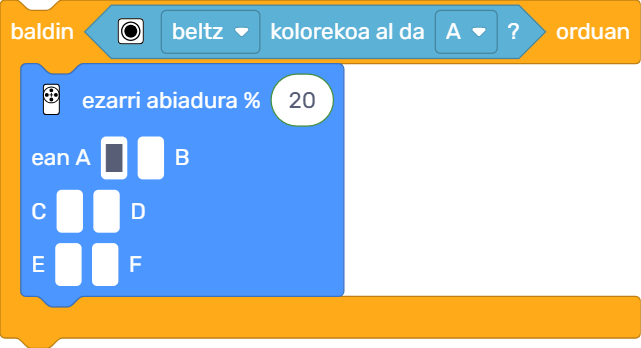 baldin beltz kolorekoa al da A ? orduan
ezarri abiadura % 20
ean A B
C D
E F